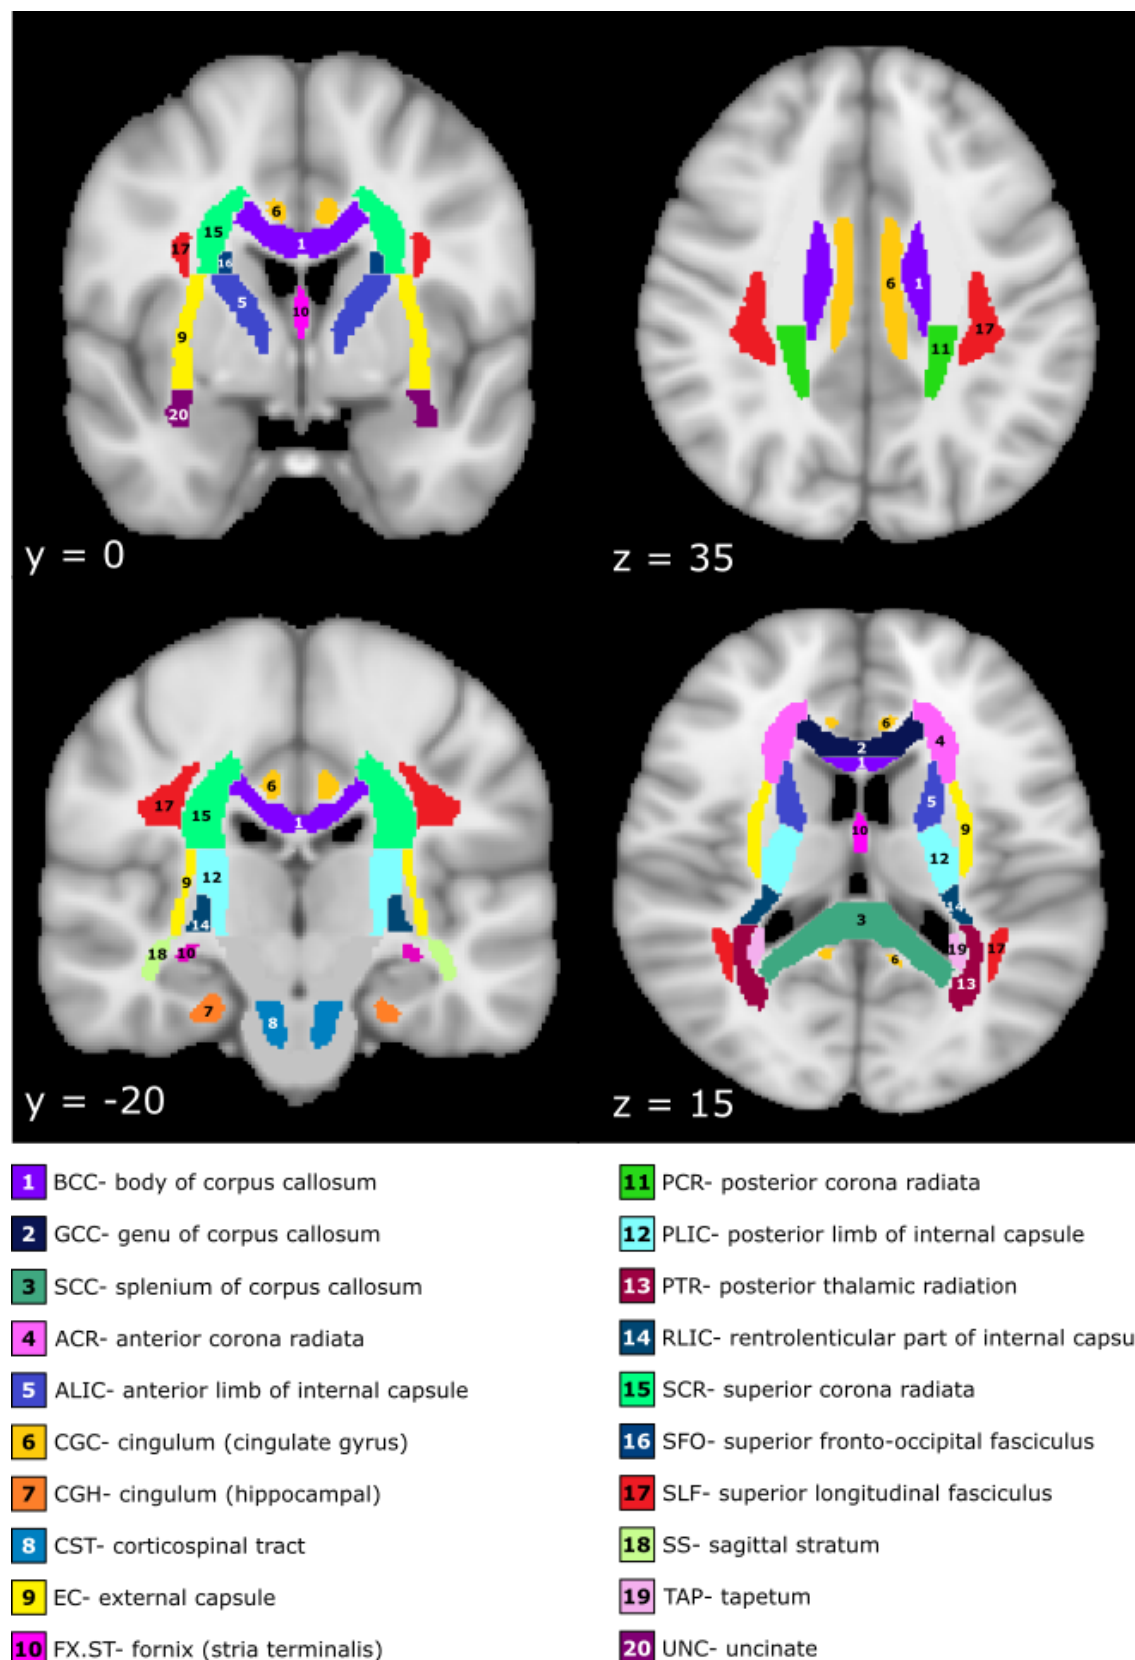 6
15
17
1
16
5
10
9
20
y = 0
6
1
17
11
z = 35
6
17
15
1
9
12
14
18
10
7
8
y = -20
6
2
4
1
5
10
9
12
14
3
6
19
17
13
z = 15
1 BCC- body of corpus callosum
2 GCC- genu of corpus callosum
3 SCC- splenium of corpus callosum
4 ACR- anterior corona radiata
5 ALIC- anterior limb of internal capsule
6 CGC- cingulum (cingulate gyrus)
7 CGH- cingulum (hippocampal)
8 CST- corticospinal tract
9 EC- external capsule
10 FX.ST- fornix (stria terminalis)
11 PCR- posterior corona radiata
12 PLIC- posterior limb of internal capsule
13 PTR- posterior thalamic radiation
14 RLIC- rentrolenticular part of internal capsu
15 SCR- superior corona radiata
16 SFO- superior fronto-occipital fasciculus
17 SLF- superior longitudinal fasciculus
18 SS- sagittal stratum
19 TAP- tapetum
20 UNC- uncinate